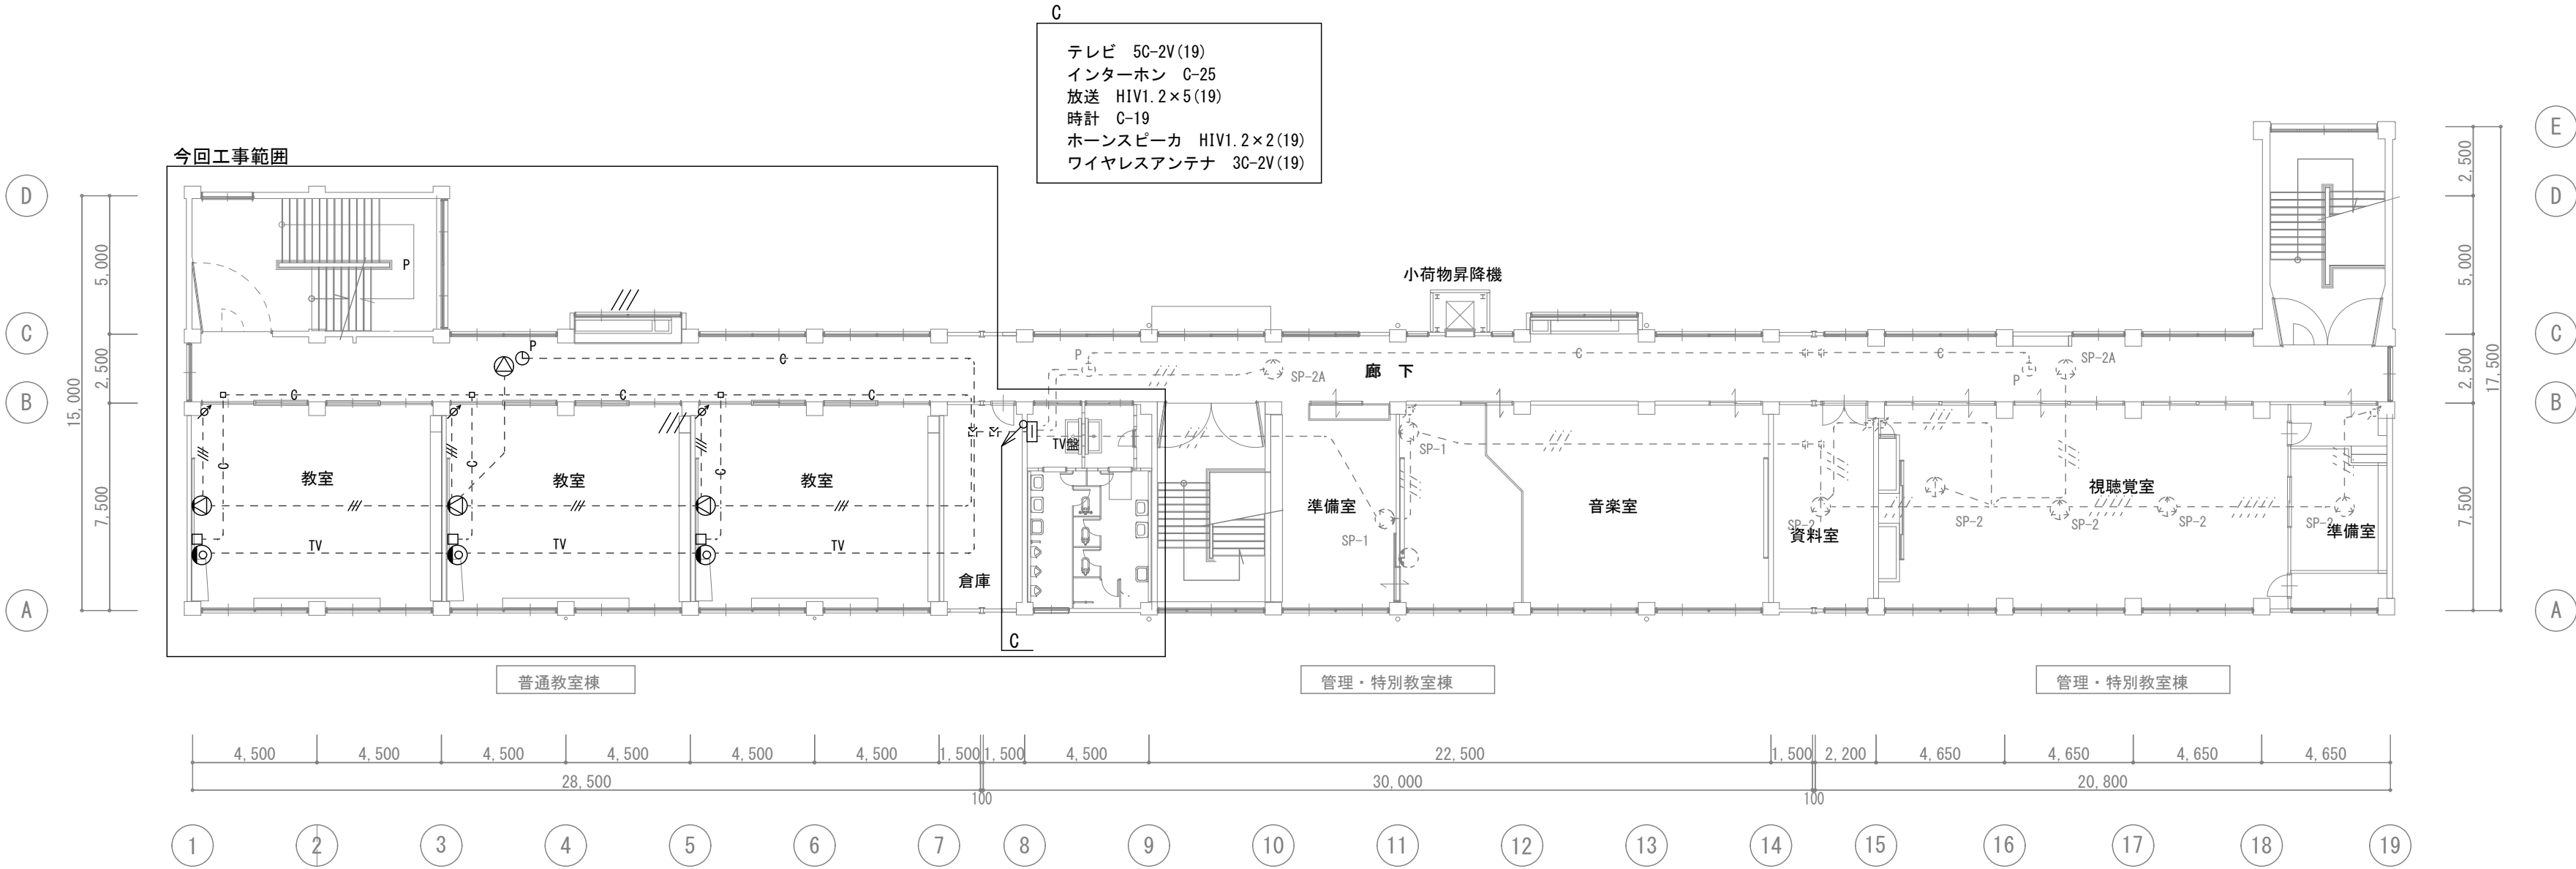 C
テレビ 5C-2V(19)
インターホン C-25
放送 HIV1.2×5(19)
時計 C-19
ホーンスピーカ HIV1.2×2(19)
ワイヤレスアンテナ 3C-2V(19)
今回工事範囲
E
E
D
D
D
C
C
B
B
A
A
2,500
5,000
5,000
2,500
2,500
7,500
7,500
15,000
17,500
P
小荷物昇降機
P
C
P
C
C
SP-2A
SP-2A
廊 下
P
C
C
C
C
C
C
TV盤
SP-1
教室
教室
教室
準備室
音楽室
視聴覚室
SP-2
資料室
SP-2
SP-2
SP-2
SP-2
準備室
SP-1
TV
TV
TV
倉庫
C
普通教室棟
管理・特別教室棟
管理・特別教室棟
4,500
4,500
4,500
4,500
4,500
4,500
1,500
1,500
4,500
22,500
1,500
2,200
4,650
4,650
4,650
4,650
28,500
30,000
20,800
100
100
1
2
3
4
5
6
7
8
9
10
11
12
13
14
15
16
17
18
19